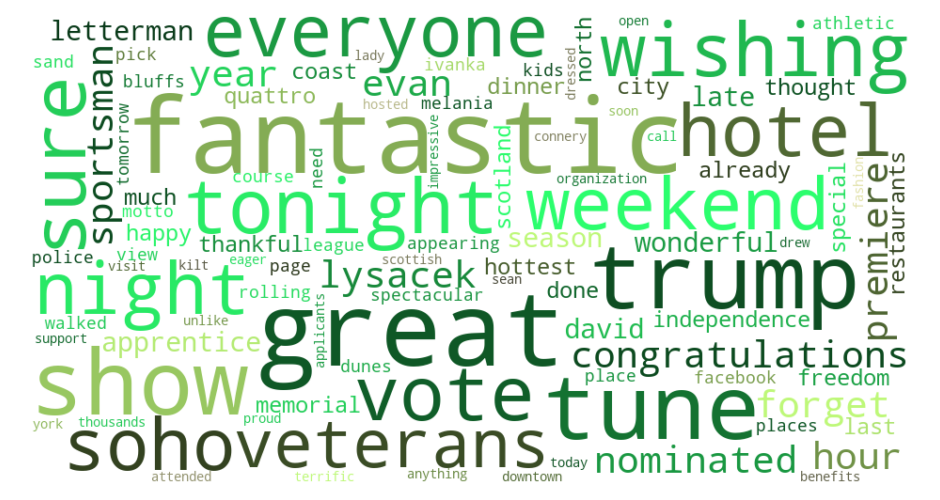 letterman
everyone
wishing
athletic
open
lady
sand
pick
sportsman
year
coast
evan
ivanka
kids
dressed
north
city
late
thought
bluffs
quattro
hosted
melania
dinner
soon
sure
tomorrow
fantastic
impressive
connery
call
hotel
need
course
scotland
organization
already
special
premiere
fashion
restaurants
much
motto
tonight
weekend
happy
thankful
league
appearing
season
wonderful
drew
police
view
visit
kilt
eager
page
scottish
lysacek
hottest
sean
done
trump
night
rolling
spectacular
walked
unlike
applicants
great
david
independence
support
apprentice
congratulations
show
dunes
vote
place
facebook
freedom
memorial
tune
forget
york
thousands
proud
places
last
soho
veterans
today
nominated
hour
attended
terrific
anything
downtown
benefits